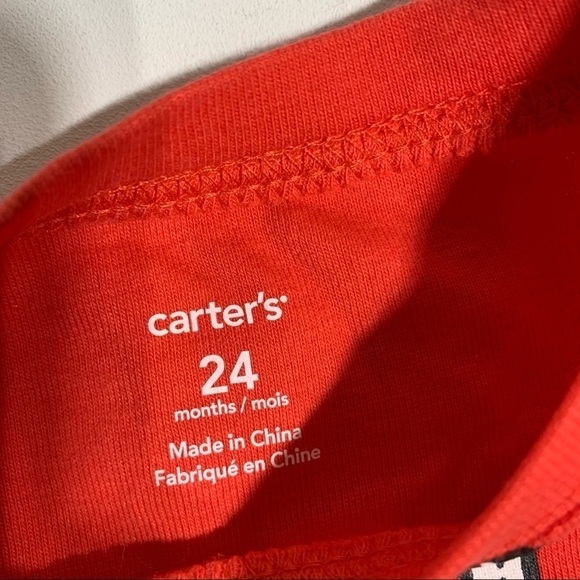 carter's
24
months / mois
Made in China
Fabriqué en Chine